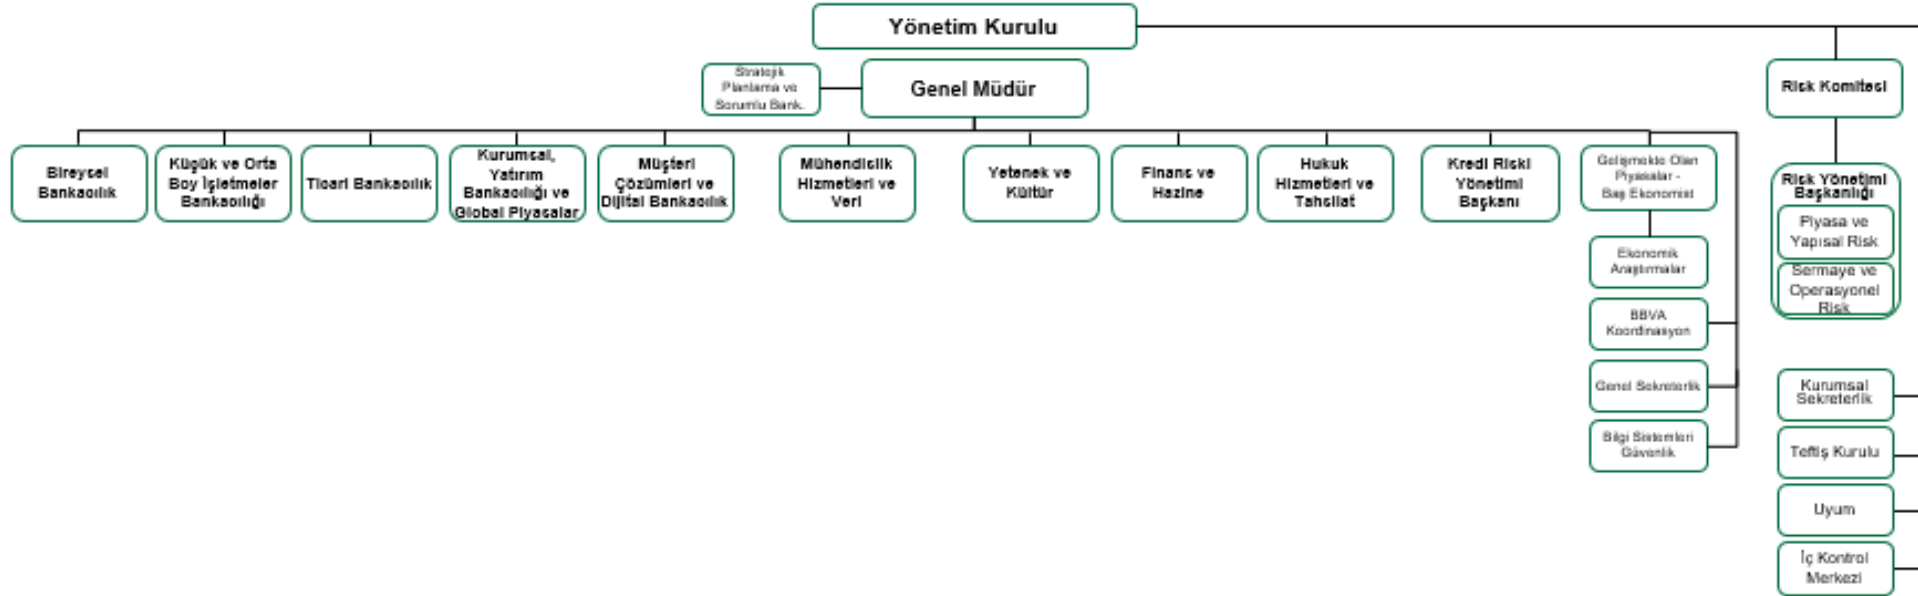 Yönetim Kurulu
Stratejik
Planlama ve
Sorumlu Bank.
Genel Müdür
Risk Komitesi
Bireysel
Bankacılık
Küçük ve Orta
Boy İşletmeler
Bankacılığı
Ticari Bankacılık
Kurumsal,
Yatırım
Bankacılığı ve
Global Piyasalar
Müşteri
Çözümleri ve
Dijital Bankacılık
Mühendislik
Hizmetleri ve
Veri
Yetenek ve
Kültür
Finans ve
Hazine
Hukuk
Hizmetleri ve
Tahsilat
Kredi Riski
Yönetimi
Başkanı
Gelişmekte Olan
Piyasalar -
Baş Ekonomist
Ekonomik
Araştırmalar
BBVA
Koordinasyon
Genel Sekreterlik
Bilgi Sistemleri
Güvenlik
Risk Yönetimi
Başkanlığı
Piyasa ve
Yapısal Risk
Sermaye ve
Operasyonel
Risk
Kurumsal
Sekreterlik
Teftiş Kurulu
Uyum
İç Kontrol
Merkezi